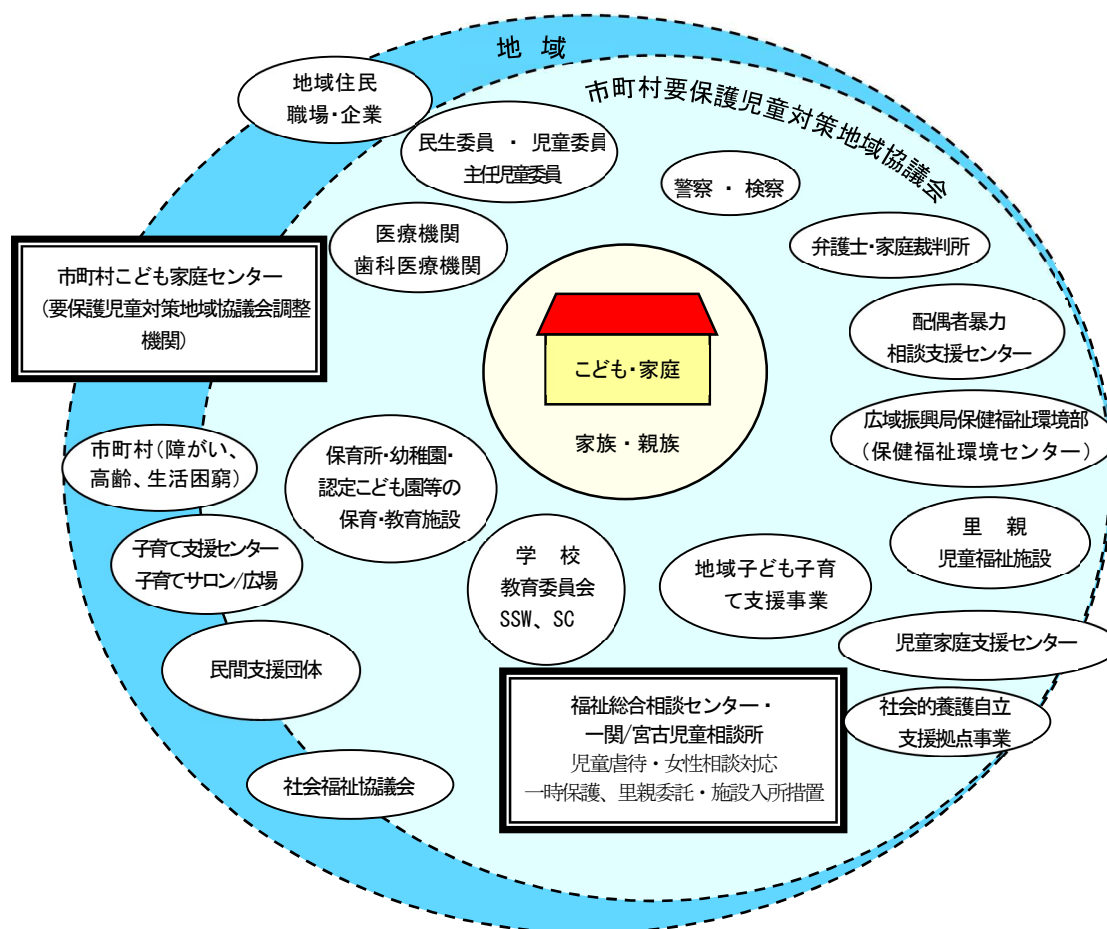 地 域
市町村要保護児童対策地域協議会
地域住民
職場・企業
民生委員 ・ 児童委員
主任児童委員
警察 ・ 検察
医療機関
歯科医療機関
弁護士・家庭裁判所
市町村こども家庭センター
（要保護児童対策地域協議会調整
機関）
配偶者暴力
相談支援センター
こども・家庭
家族・親族
広域振興局保健福祉環境部
（保健福祉環境センター）
市町村（障がい、
高齢、生活困窮）
保育所・幼稚園・
認定こども園等の
保育・教育施設
里 親
児童福祉施設
子育て支援センター
子育てサロン/広場
学 校
教育委員会
SSW、SC
地域子ども子育
て支援事業
児童家庭支援センター
民間支援団体
福祉総合相談センター・
一関/宮古児童相談所
児童虐待・女性相談対応
一時保護、里親委託・施設入所措置
社会的養護自立
支援拠点事業
社会福祉協議会